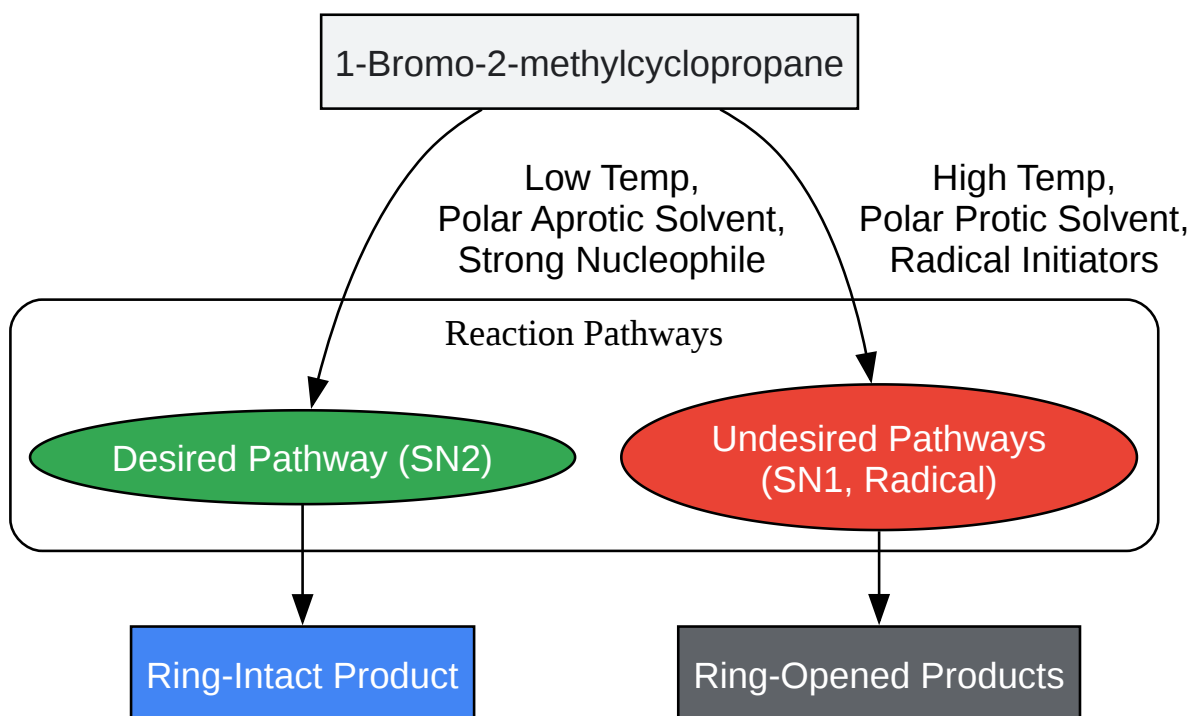 1-Bromo-2-methylcyclopropane
Low Temp,
Polar Aprotic Solvent,
Strong Nucleophile
High Temp,
Polar Protic Solvent,
Radical Initiators
Reaction Pathways
Desired Pathway (SN2)
Undesired Pathways
(SN1, Radical)
Ring-Intact Product
Ring-Opened Products